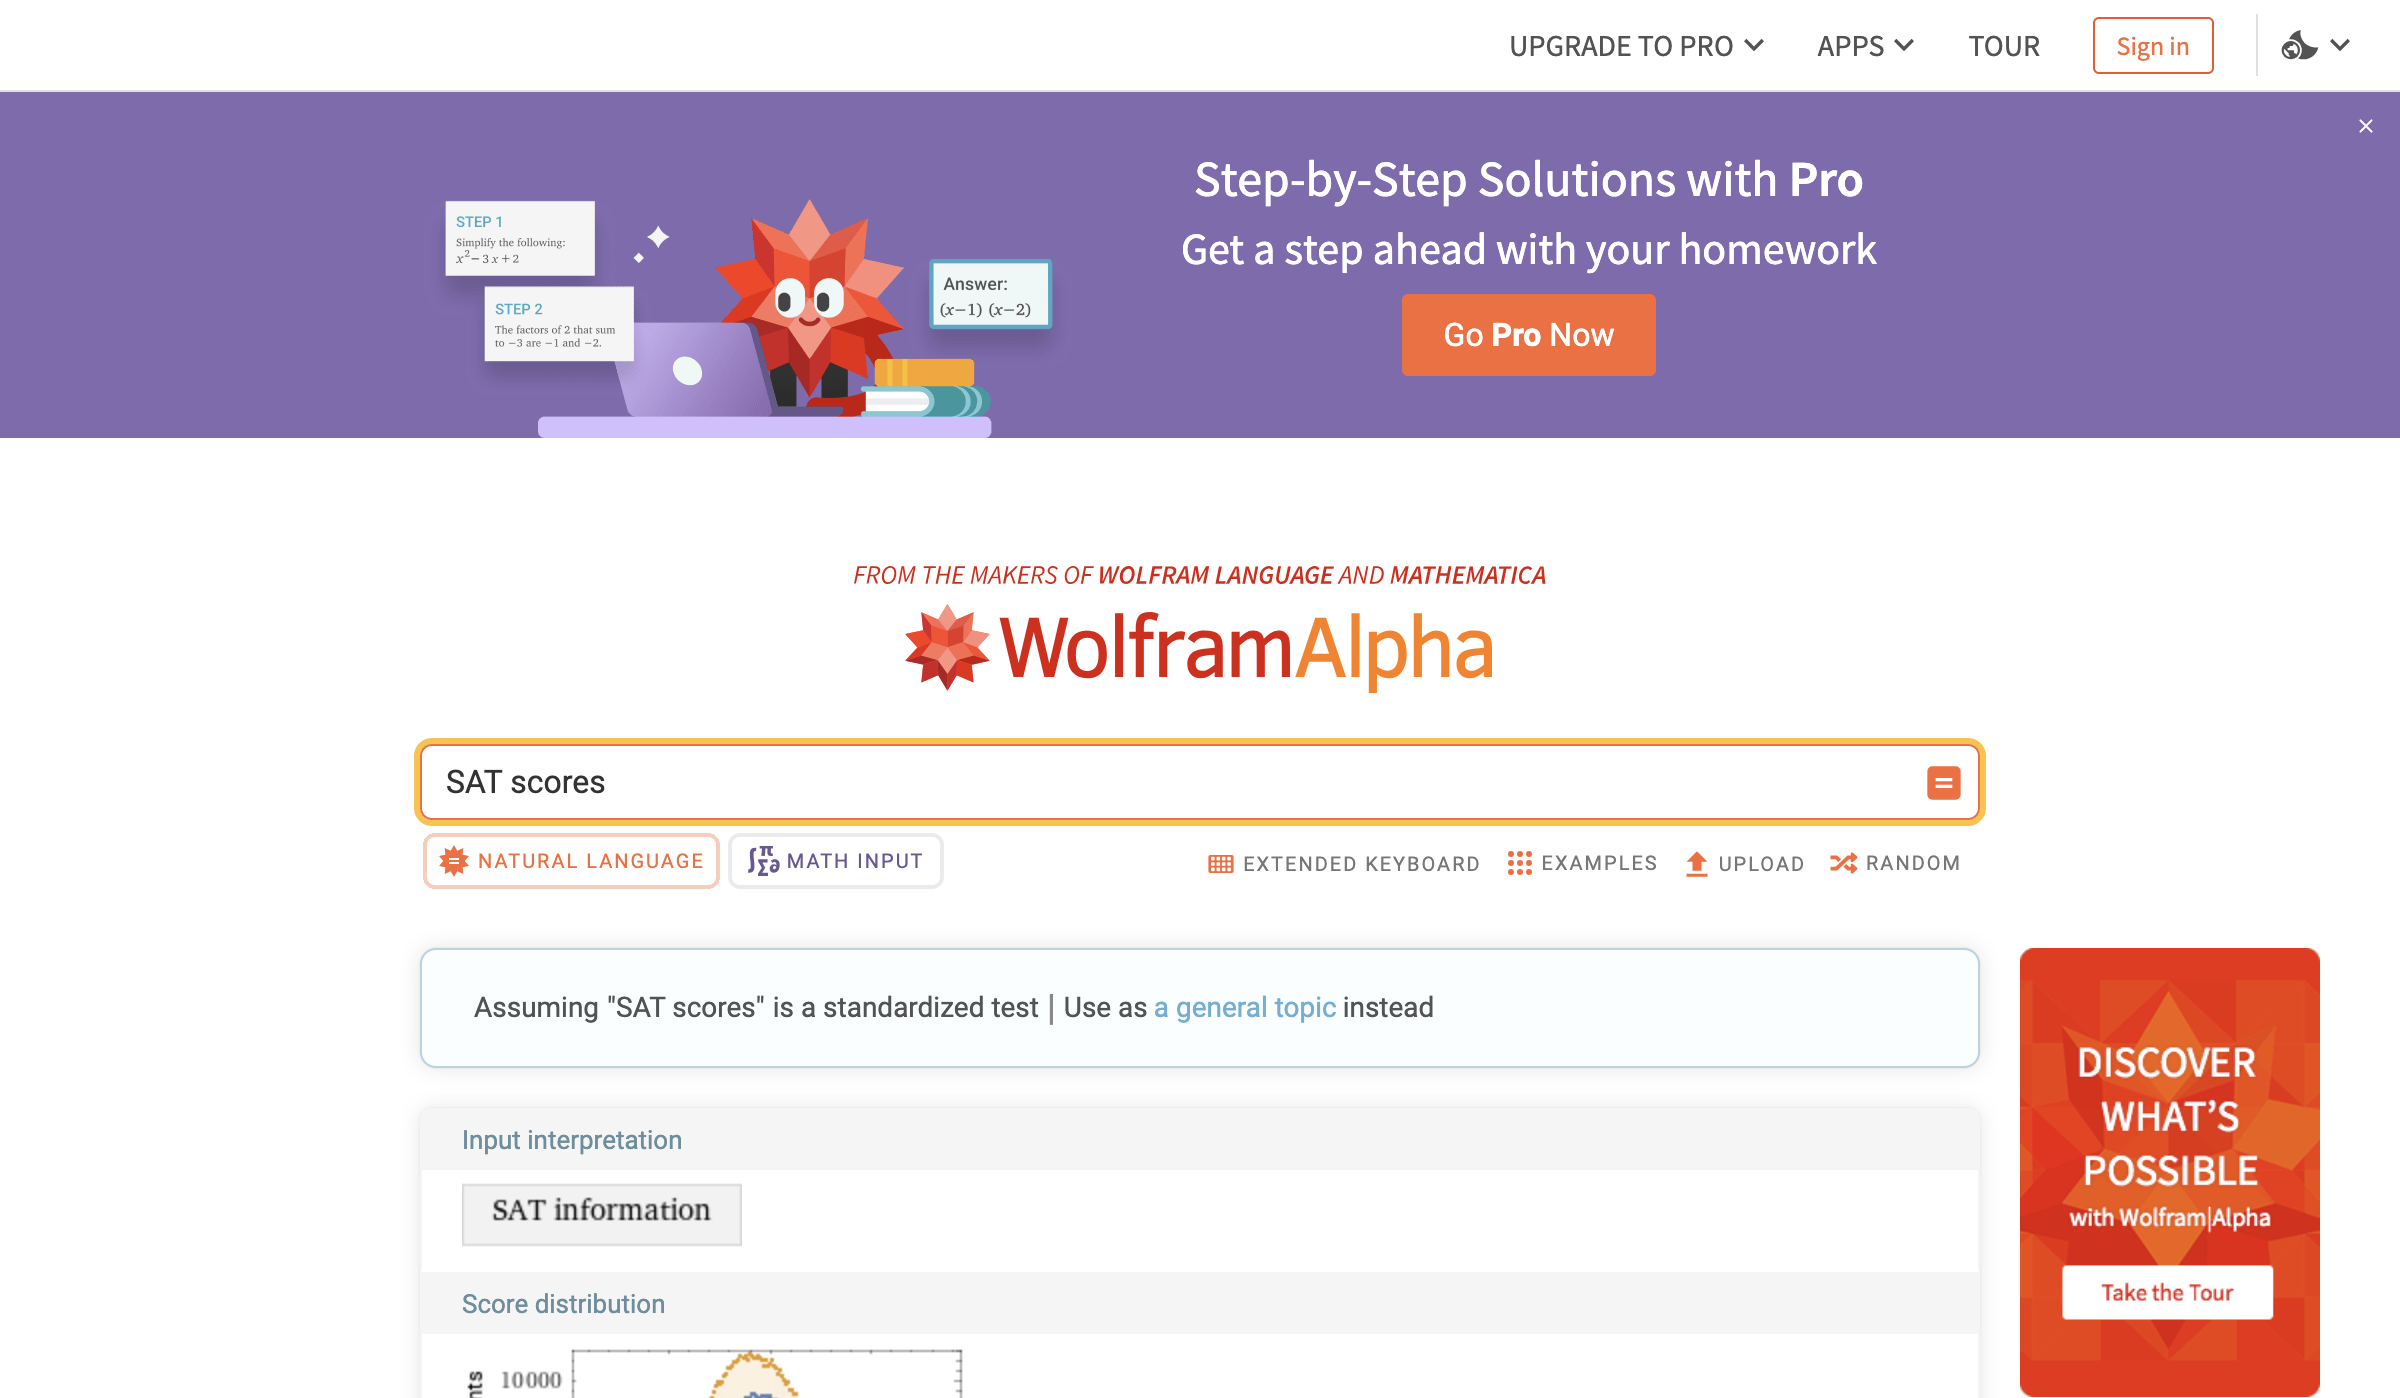 UPGRADE TO PRO
APPS
TOUR
Sign in
Step-by-Step Solutions with Pro
Get a step ahead with your homework
Go Pro Now
STEP 1
Simplify the following:
x² – 3 x + 2
STEP 2
The factors of 2 that sum
to –3 are –1 and –2.
Answer:
(x–1) (x–2)
FROM THE MAKERS OF WOLFRAM LANGUAGE AND MATHEMATICA
WolframAlpha
SAT scores
=
NATURAL LANGUAGE
MATH INPUT
EXTENDED KEYBOARD
EXAMPLES
UPLOAD
RANDOM
Assuming "SAT scores" is a standardized test | Use as a general topic instead
Input interpretation
SAT information
Score distribution
10000
DISCOVER
WHAT'S
POSSIBLE
with Wolfram|Alpha
Take the Tour